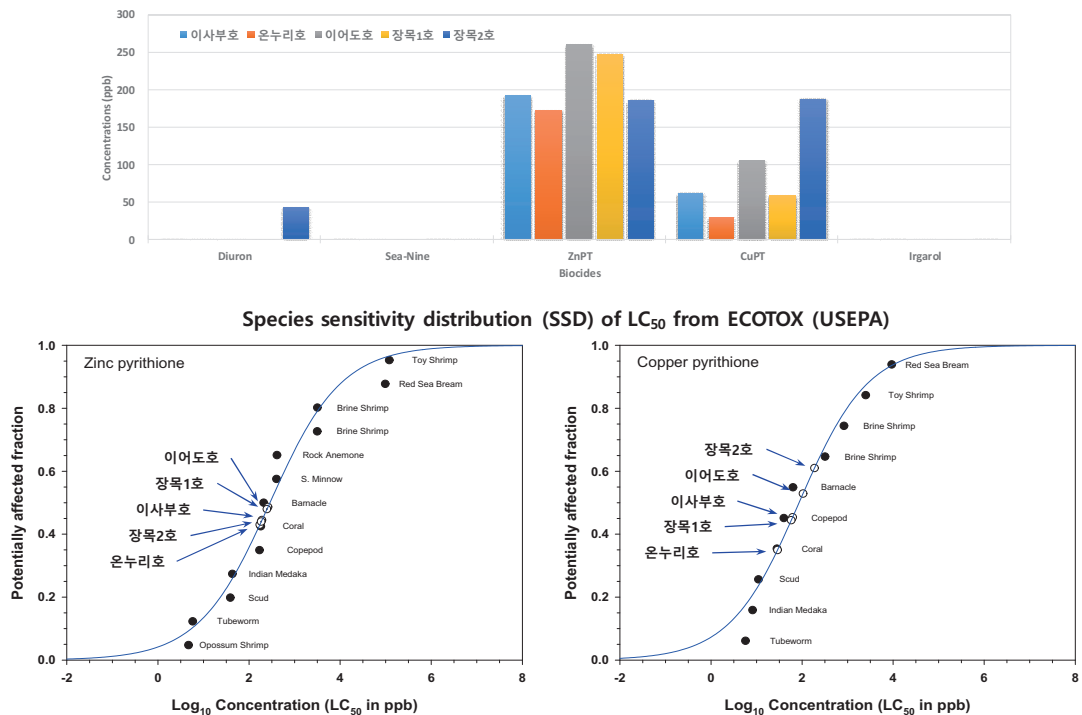 300
250
200
150
100
50
0
Concentrations (ppb)
이사부호 온누리호 이어도호 장목1호 장목2호
Diuron Sea-Nine ZnPT CuPT Irgarol
Biocides
Species sensitivity distribution (SSD) of LC50 from ECOTOX (USEPA)
Potentially affected fraction
1.0
0.8
0.6
0.4
0.2
0.0
Zinc pyrithione
Toy Shrimp
Red Sea Bream
Brine Shrimp
Brine Shrimp
Rock Anemone
S. Minnow
Barnacle
Coral
Copepod
Indian Medaka
Scud
Tubeworm
Opossum Shrimp
이어도호
장목1호
이사부호
장목2호
온누리호
-2 0 2 4 6 8
Log10 Concentration (LC50 in ppb)
Potentially affected fraction
1.0
0.8
0.6
0.4
0.2
0.0
Copper pyrithione
Red Sea Bream
Toy Shrimp
Brine Shrimp
Brine Shrimp
Barnacle
Copepod
Coral
Scud
Indian Medaka
Tubeworm
장목2호
이어도호
이사부호
장목1호
온누리호
-2 0 2 4 6 8
Log10 Concentration (LC50 in ppb)